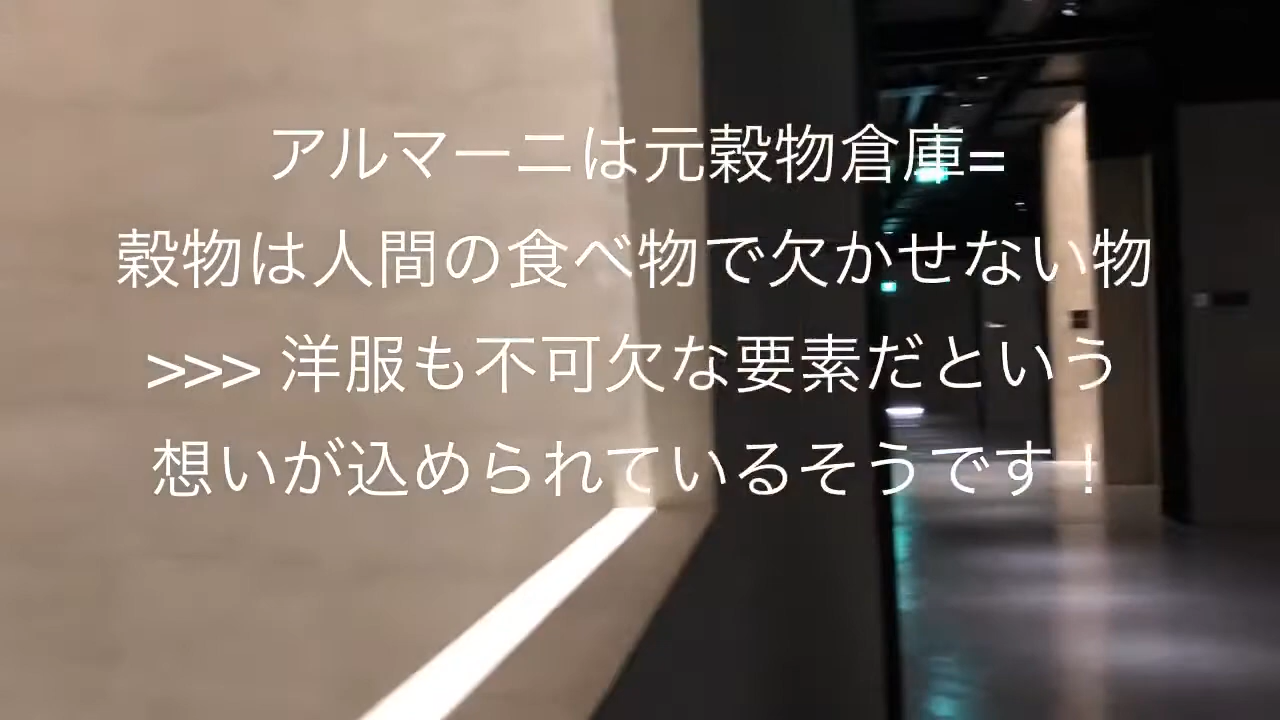 アルマーニは元穀物倉庫=
穀物は人間の食べ物で欠かせない物
>>> 洋服も不可欠な要素だという
想いが込められているそうです！